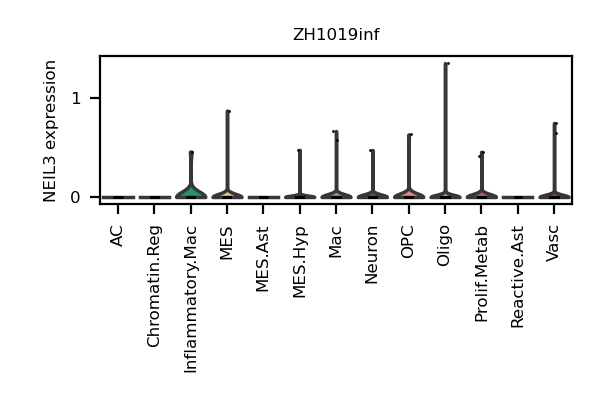 ZH1019inf
NEIL3 expression
1
0
AC
Chromatin.Reg
Inflammatory.Mac
MES
MES.Ast
MES.Hyp
Mac
Neuron
OPC
Oligo
Prolif.Metab
Reactive.Ast
Vasc